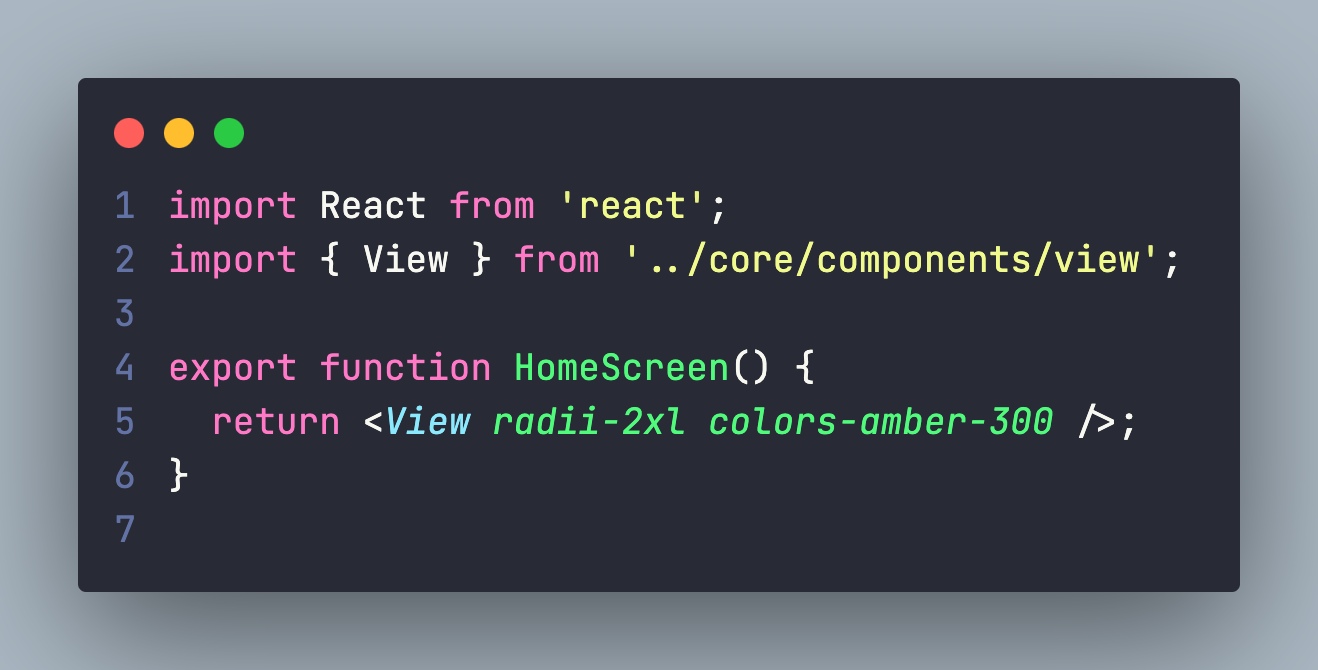 1 import React from 'react';
2 import { View } from '../core/components/view';
3
4 export function HomeScreen() {
5   return <View radii-2xl colors-amber-300 />;
6 }
7